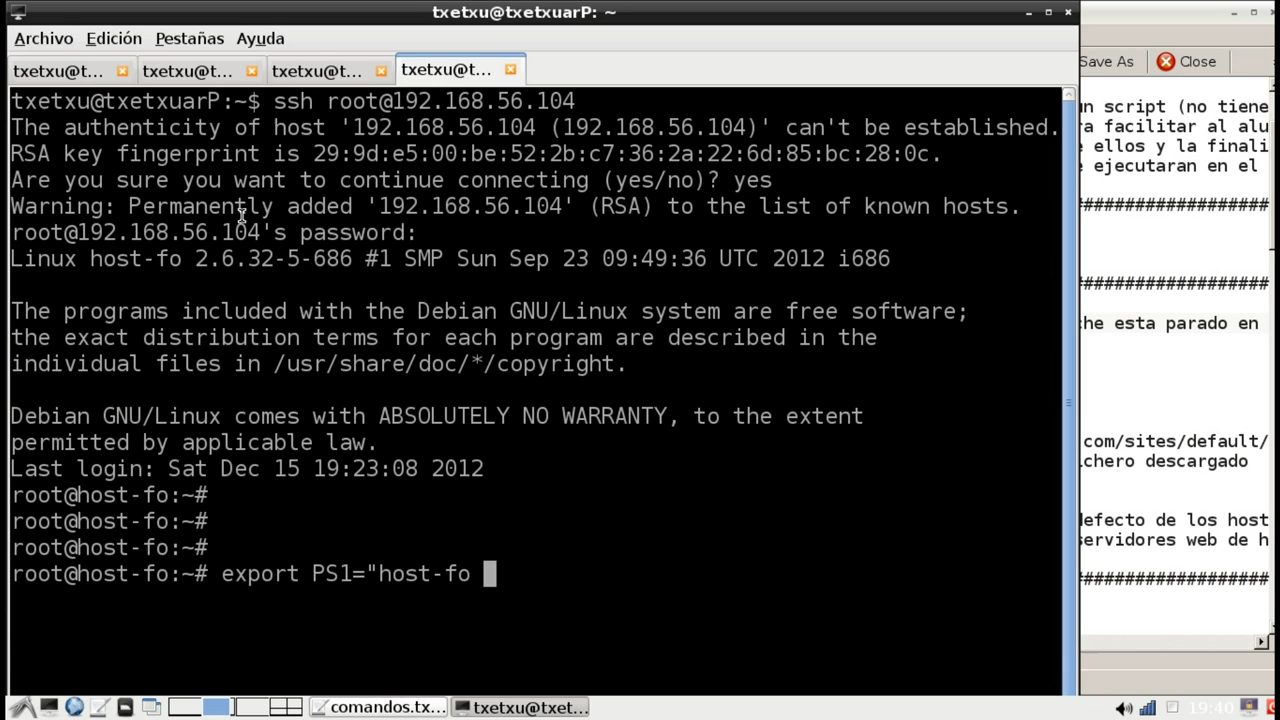 txetxu@txetxuarP: ~
Archivo Edición Pestañas Ayuda
Save As Close
txetxu@t... txetxu@t... txetxu@t... txetxu@t...
txetxu@txetxuarP:~$ ssh root@192.168.56.104
The authenticity of host '192.168.56.104 (192.168.56.104)' can't be established.
RSA key fingerprint is 29:9d:e5:00:be:52:2b:c7:36:2a:22:6d:85:bc:28:0c.
Are you sure you want to continue connecting (yes/no)? yes
Warning: Permanently added '192.168.56.104' (RSA) to the list of known hosts.
root@192.168.56.104's password:
Linux host-fo 2.6.32-5-686 #1 SMP Sun Sep 23 09:49:36 UTC 2012 i686
The programs included with the Debian GNU/Linux system are free software;
the exact distribution terms for each program are described in the
individual files in /usr/share/doc/*/copyright.
Debian GNU/Linux comes with ABSOLUTELY NO WARRANTY, to the extent
permitted by applicable law.
Last login: Sat Dec 15 19:23:08 2012
root@host-fo:~#
root@host-fo:~#
root@host-fo:~#
root@host-fo:~# export PS1="host-fo
un script (no tiene
ra facilitar al alu
e ellos y la finali
e ejecutaran en el
##################
##################
che esta parado en
com/sites/default/
ichero descargado
defecto de los host
servidores web de h
##################
comandos.tx... txetxu@txet... 19:40